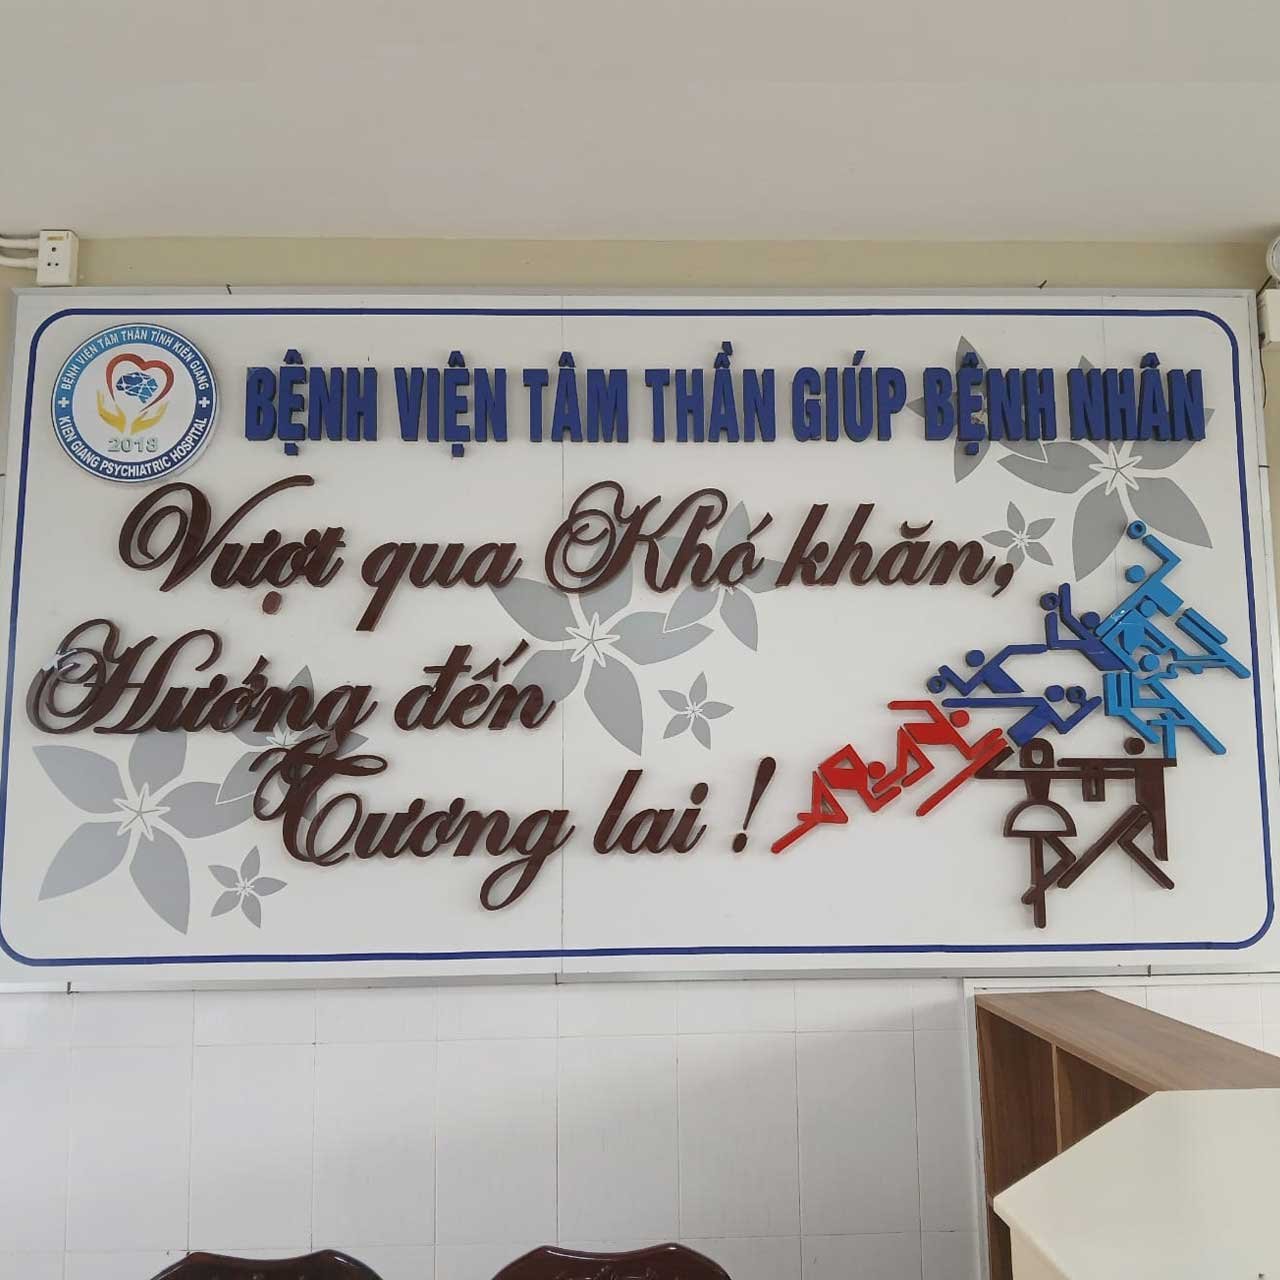 BỆNH VIỆN TÂM THẦN TỈNH KIÊN GIANG
2018
KIEN GIANG PSYCHIATRIC HOSPITAL
BỆNH VIỆN TÂM THẦN GIÚP BỆNH NHÂN
Vượt qua Khó khăn,
Hướng đến
Tương lai !